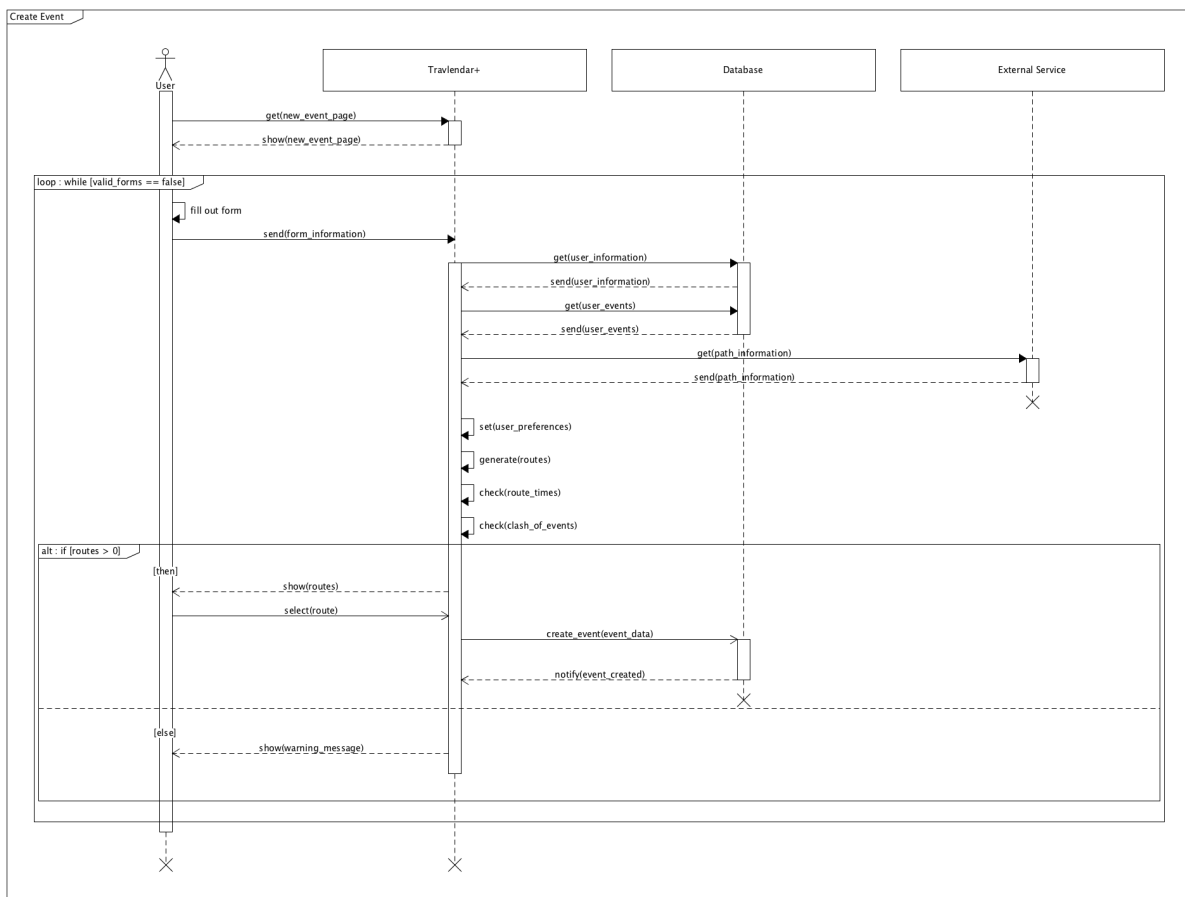 Create Event
User
Travlendar+
Database
External Service
get(new_event_page)
show(new_event_page)
loop : while [valid_forms == false]
fill out form
send(form_information)
get(user_information)
send(user_information)
get(user_events)
send(user_events)
get(path_information)
send(path_information)
set(user_preferences)
generate(routes)
check(route_times)
check(clash_of_events)
alt : if [routes > 0]
[then]
show(routes)
select(route)
create_event(event_data)
notify(event_created)
[else]
show(warning_message)